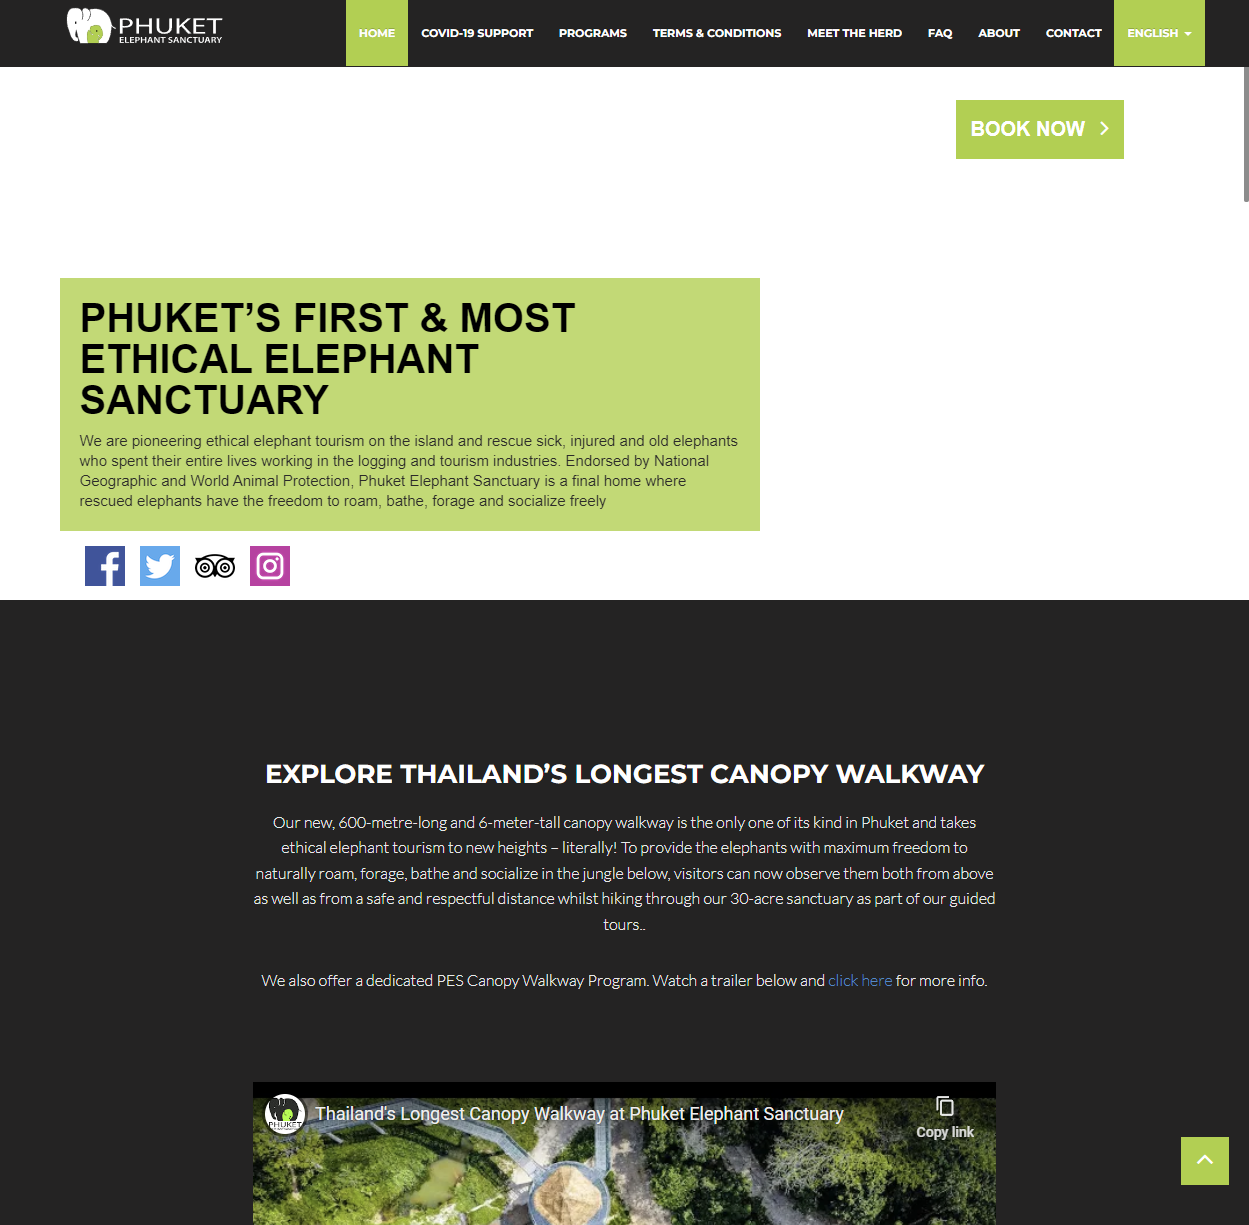 PHUKET
ELEPHANT SANCTUARY
HOME
COVID-19 SUPPORT
PROGRAMS
TERMS & CONDITIONS
MEET THE HERD
FAQ
ABOUT
CONTACT
ENGLISH
BOOK NOW
PHUKET’S FIRST & MOST
ETHICAL ELEPHANT
SANCTUARY
We are pioneering ethical elephant tourism on the island and rescue sick, injured and old elephants
who spent their entire lives working in the logging and tourism industries. Endorsed by National
Geographic and World Animal Protection, Phuket Elephant Sanctuary is a final home where
rescued elephants have the freedom to roam, bathe, forage and socialize freely
EXPLORE THAILAND’S LONGEST CANOPY WALKWAY
Our new, 600-metre-long and 6-meter-tall canopy walkway is the only one of its kind in Phuket and takes
ethical elephant tourism to new heights – literally! To provide the elephants with maximum freedom to
naturally roam, forage, bathe and socialize in the jungle below, visitors can now observe them both from above
as well as from a safe and respectful distance whilst hiking through our 30-acre sanctuary as part of our guided
tours..
We also offer a dedicated PES Canopy Walkway Program. Watch a trailer below and click here for more info.
PHUKET
Thailand's Longest Canopy Walkway at Phuket Elephant Sanctuary
Copy link